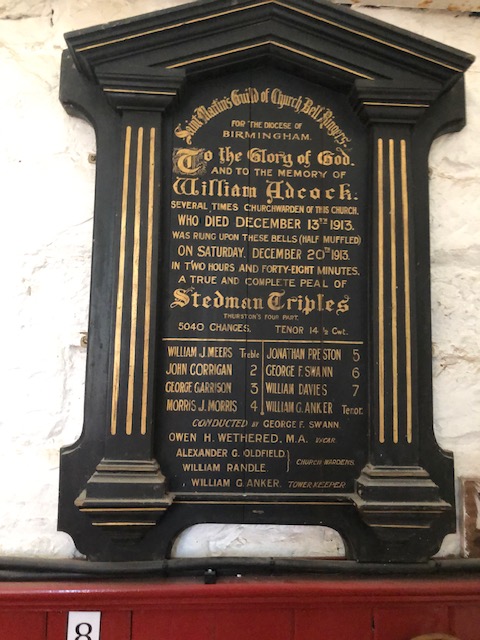 Saint Martin's Guild of Church Bell Ringers.
FOR THE DIOCESE OF
BIRMINGHAM.
To the Glory of God.
AND TO THE MEMORY OF
William Adcock.
SEVERAL TIMES CHURCHWARDEN OF THIS CHURCH,
WHO DIED DECEMBER 13TH 1913.
WAS RUNG UPON THESE BELLS (HALF MUFFLED)
ON SATURDAY, DECEMBER 20TH 1913.
IN TWO HOURS AND FORTY-EIGHT MINUTES,
A TRUE AND COMPLETE PEAL OF
Stedman Triples
THURSTON'S FOUR PART.
5040 CHANGES. TENOR 14 ½ Cwt.
WILLIAM J. MEERS Treble JONATHAN PRESTON 5
JOHN CORRIGAN 2 GEORGE F. SWANN 6
GEORGE GARRISON 3 WILLIAM DAVIES 7
MORRIS J. MORRIS 4 WILLIAM G. ANKER Tenor.
CONDUCTED BY GEORGE F. SWANN.
OWEN H. WETHERED, M.A. VICAR.
ALEXANDER G. OLDFIELD.
WILLIAM RANDLE. CHURCH WARDENS.
WILLIAM G. ANKER. TOWER KEEPER
8